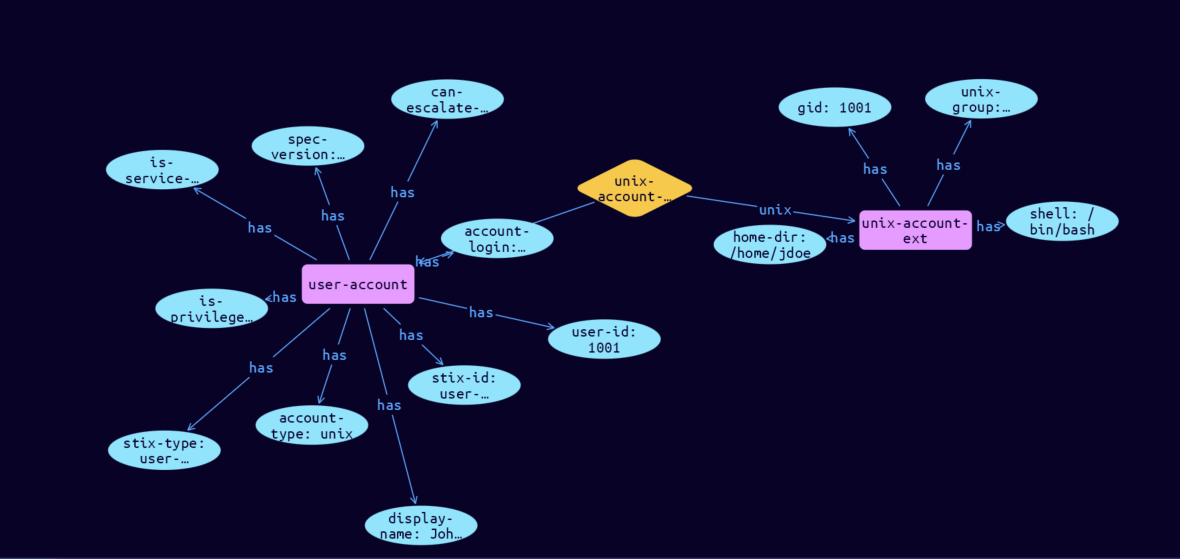 can-
escalate-…
has
spec-
version:…
has
is-
service-…
has
unix-
account-…
unix
gid: 1001
has
unix-
group:…
has
unix-account-
ext
has
shell: /
bin/bash
has
home-dir:
/home/jdoe
account-
login:…
has
user-account
has
is-
privilege…
has
user-id:
1001
has
stix-id:
user-…
has
account-
type: unix
has
stix-type:
user-…
has
display-
name: Joh…